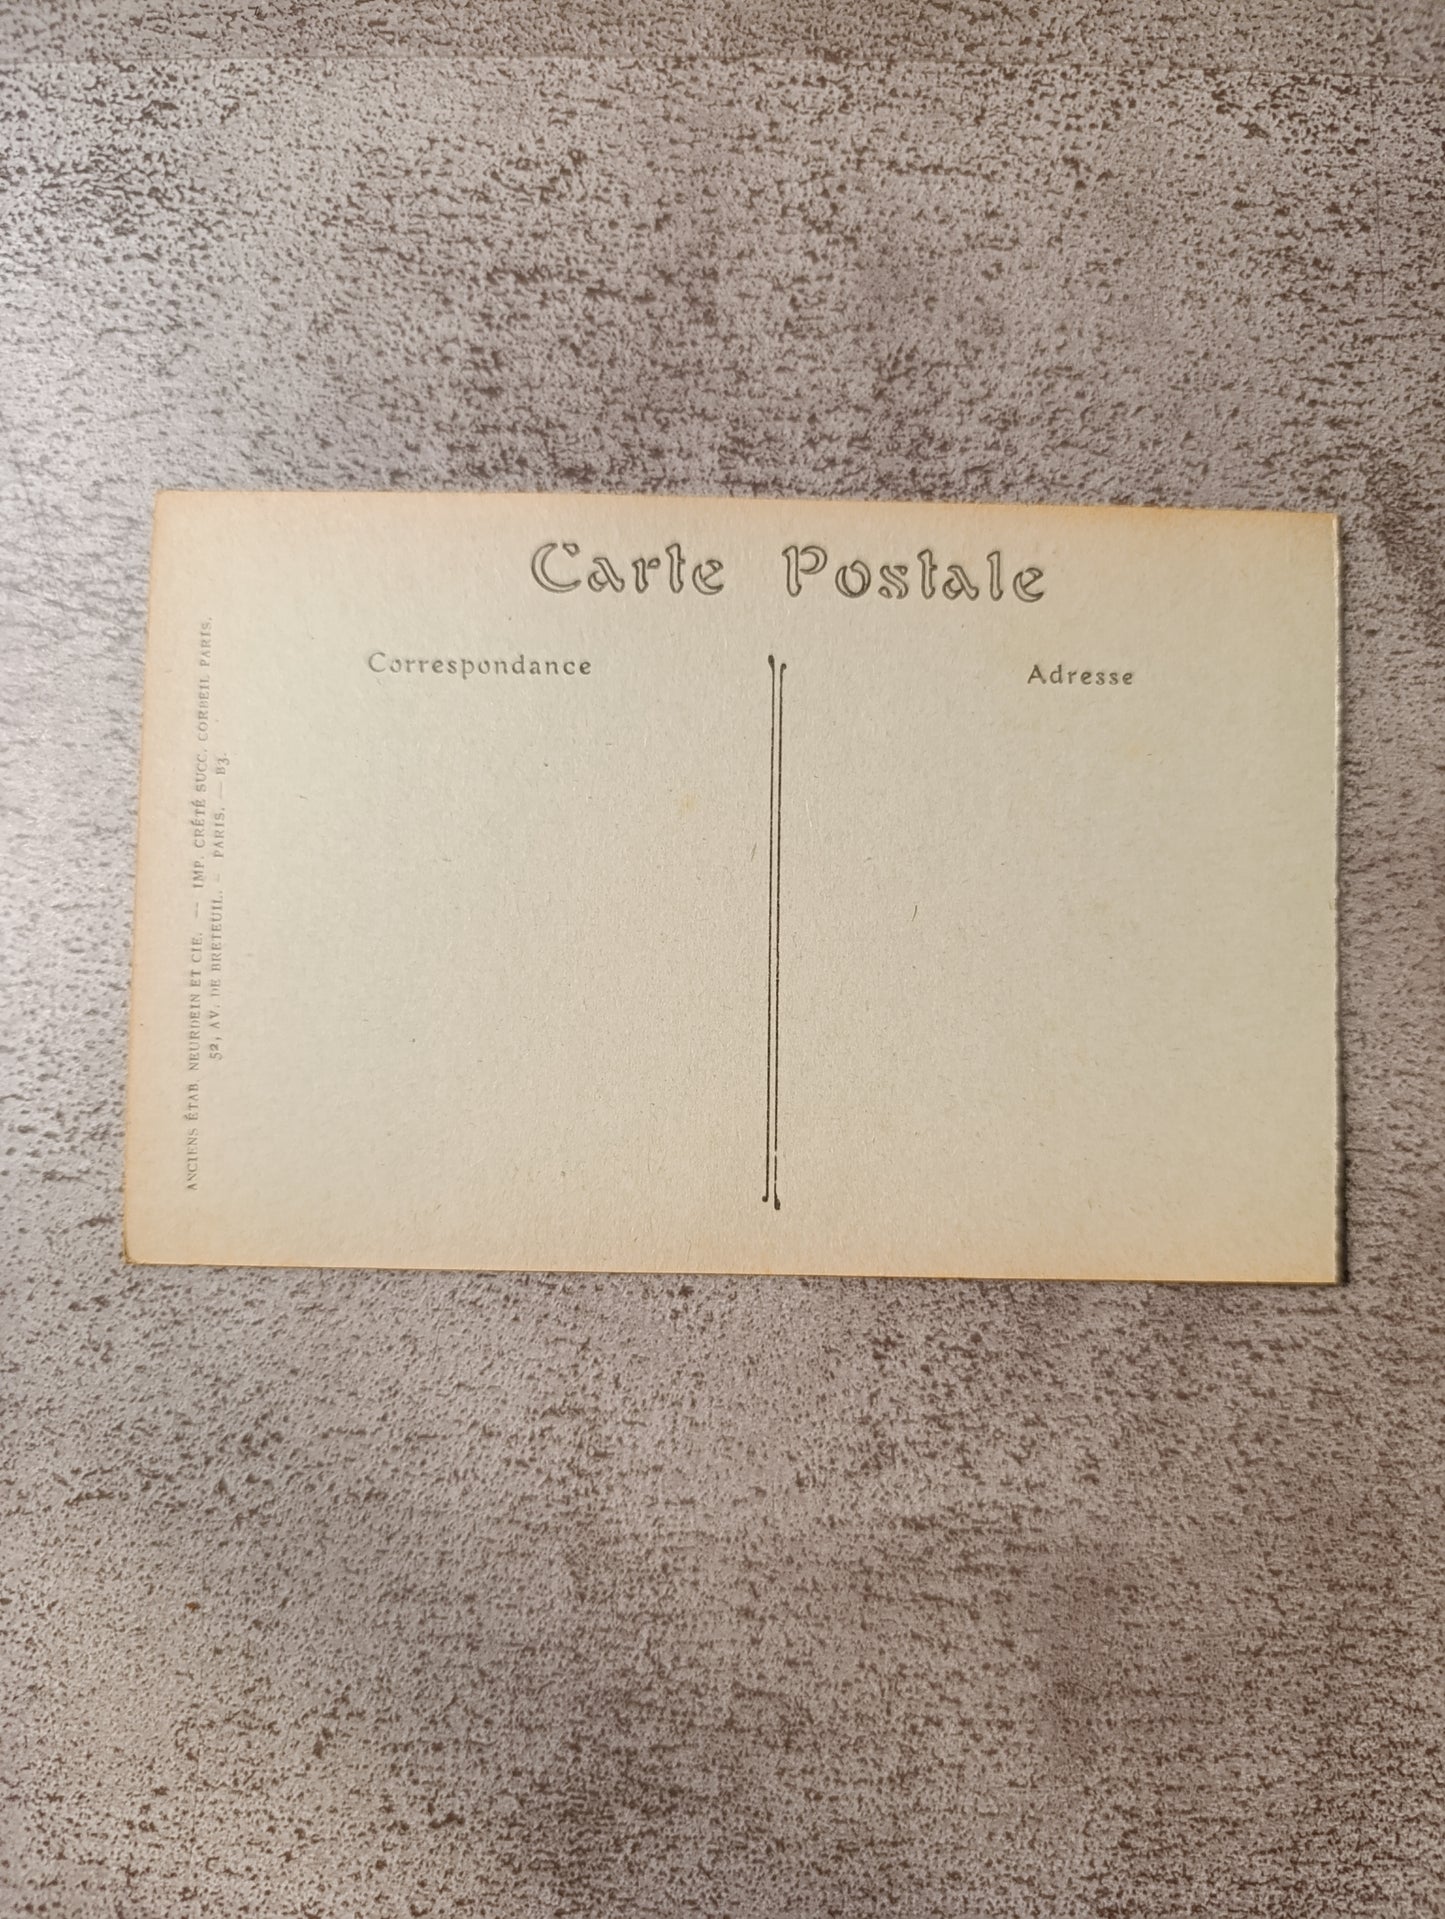 Carte Postale
Correspondance
Adresse
ANCIENS ÉTAB. NEURDEIN ET CIE. — IMP. CRÉTÉ SUCC. CORBEIL PARIS.
52, AV. DE BRETEUIL. — PARIS. — B3.